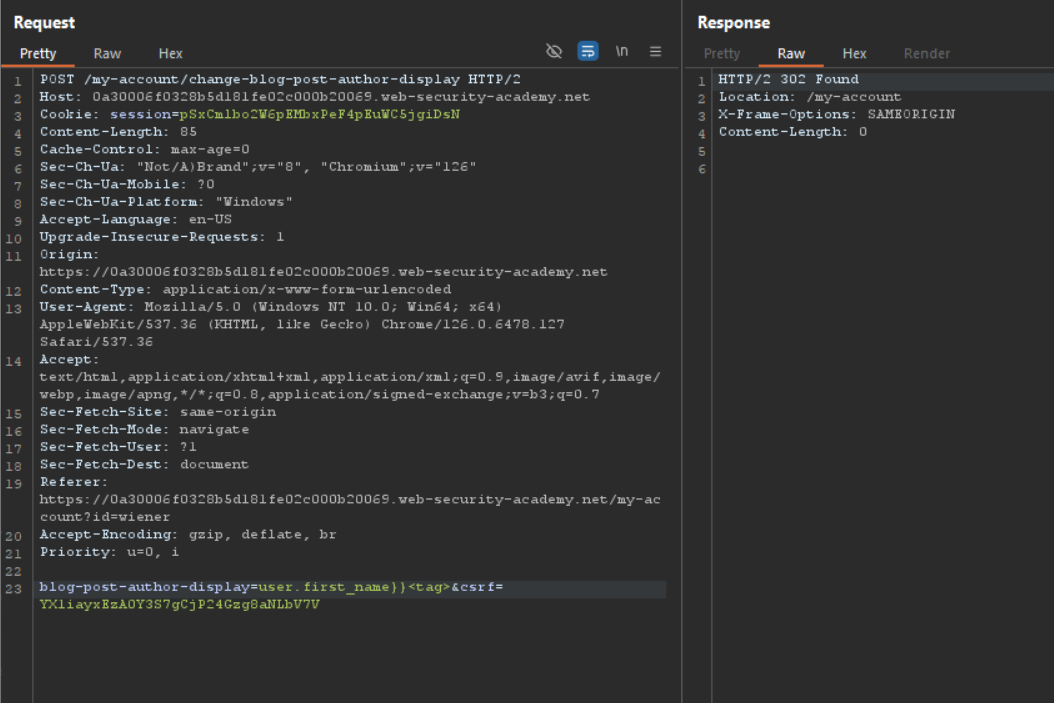 Request
Pretty Raw Hex
\n
1 POST /my-account/change-blog-post-author-display HTTP/2
2 Host: 0a30006f0328b5d181fe02c000b20069.web-security-academy.net
3 Cookie: session=pSxCmlbo2W6pEMbxPeF4pEuWC5jgiDsN
4 Content-Length: 85
5 Cache-Control: max-age=0
6 Sec-Ch-Ua: "Not/A)Brand";v="8", "Chromium";v="126"
7 Sec-Ch-Ua-Mobile: ?0
8 Sec-Ch-Ua-Platform: "Windows"
9 Accept-Language: en-US
10 Upgrade-Insecure-Requests: 1
11 Origin:
https://0a30006f0328b5d181fe02c000b20069.web-security-academy.net
12 Content-Type: application/x-www-form-urlencoded
13 User-Agent: Mozilla/5.0 (Windows NT 10.0; Win64; x64)
AppleWebKit/537.36 (KHTML, like Gecko) Chrome/126.0.6478.127
Safari/537.36
14 Accept:
text/html,application/xhtml+xml,application/xml;q=0.9,image/avif,image/
webp,image/apng,*/*;q=0.8,application/signed-exchange;v=b3;q=0.7
15 Sec-Fetch-Site: same-origin
16 Sec-Fetch-Mode: navigate
17 Sec-Fetch-User: ?1
18 Sec-Fetch-Dest: document
19 Referer:
https://0a30006f0328b5d181fe02c000b20069.web-security-academy.net/my-ac
count?id=wiener
20 Accept-Encoding: gzip, deflate, br
21 Priority: u=0, i
22
23 blog-post-author-display=user.first_name}}<tag>&csrf=
YX1iayxEzA0Y3S7gCjP24Gzg8aNLbV7V
Response
Pretty Raw Hex Render
1 HTTP/2 302 Found
2 Location: /my-account
3 X-Frame-Options: SAMEORIGIN
4 Content-Length: 0
5
6